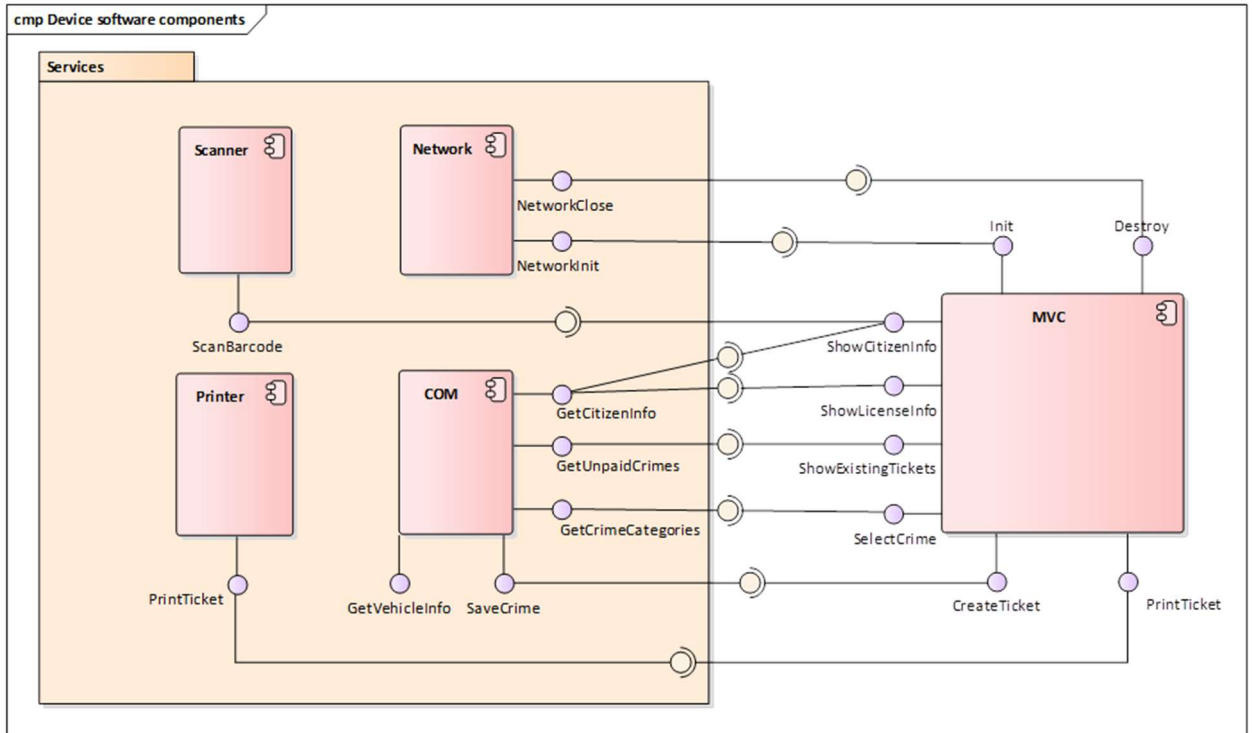 cmp Device software components
Services
Scanner
Network
NetworkClose
Init
Destroy
NetworkInit
MVC
ScanBarcode
ShowCitizenInfo
Printer
COM
GetCitizenInfo
ShowLicenseInfo
GetUnpaidCrimes
ShowExistingTickets
GetCrimeCategories
SelectCrime
PrintTicket
GetVehicleInfo
SaveCrime
CreateTicket
PrintTicket